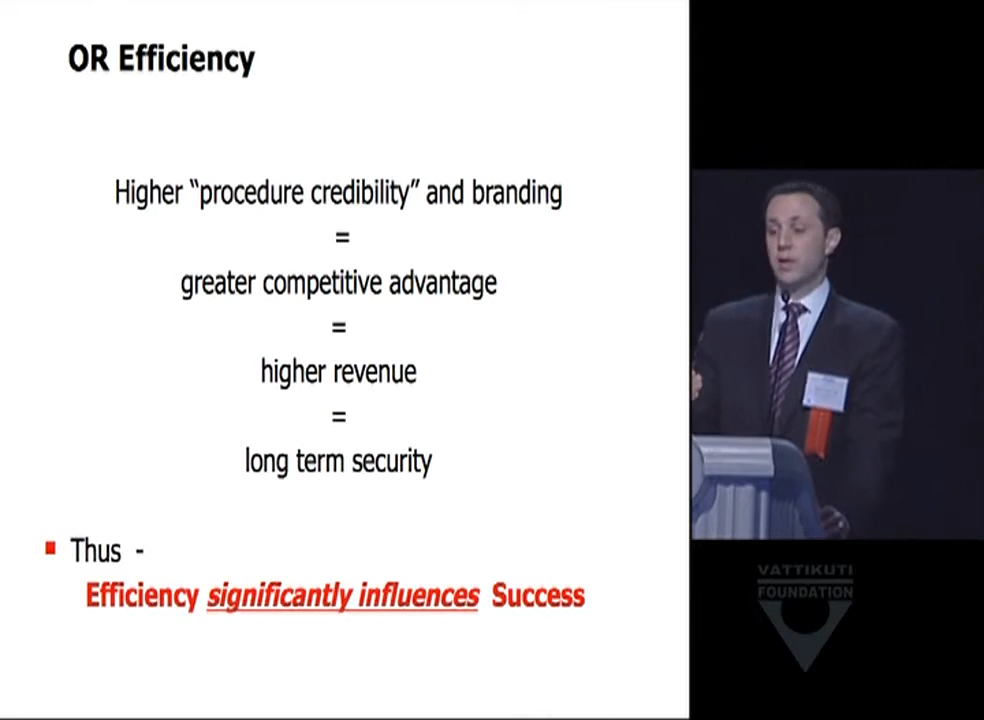 OR Efficiency
Higher “procedure credibility” and branding
=
greater competitive advantage
=
higher revenue
=
long term security
Thus -
Efficiency significantly influences Success
VATTIKUTI
FOUNDATION